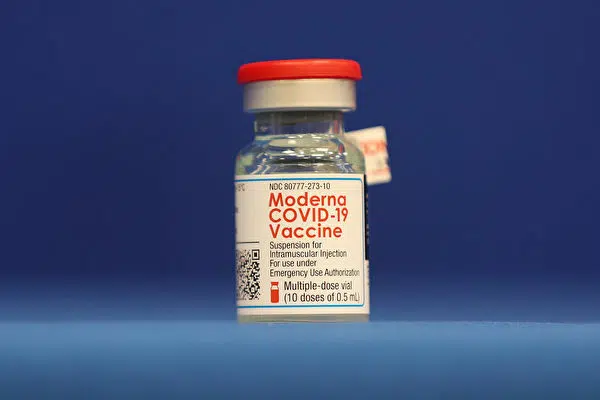 NDC 80777-273-10
Moderna
COVID-19
Vaccine
Suspension for
Intramuscular Injection
For use under
Emergency Use Authorization
Multiple-dose vial
(10 doses of 0.5 mL)